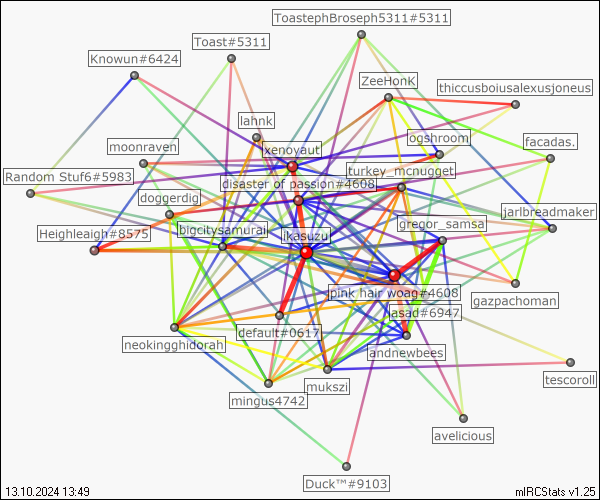 ToastephBroseph5311#5311
Toast#5311
Knowun#6424
ZeeHonK
thiccusboiusalexusjoneus
lahnk
ogshroom
facadas.
moonraven
xenoyaut
turkey_mcnugget
Random Stuf6#5983
disaster of passion#4608
doggerdig
jarlbreadmaker
gregor_samsa
bigcitysamurai
Heighleaigh#8575
ikasuzu
pink hair woag#4608
gazpachoman
asad#6947
default#0617
neokingghidorah
andnewbees
tescoroll
mukszi
mingus4742
avelicious
Duck™#9103
13.10.2024 13:49
mIRCStats v1.25